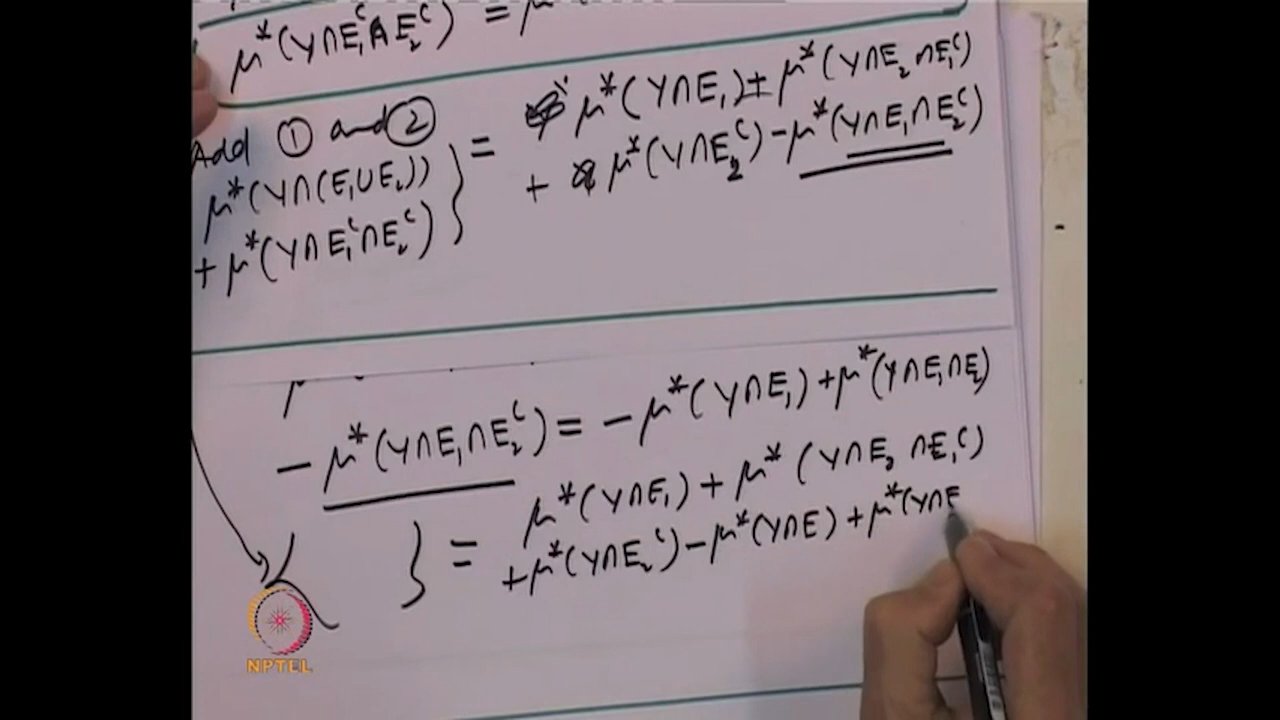 μ*(Y∩E₁ᶜ∩E₂ᶜ) = μ
Add ① and ②
μ*(Y∩(E₁∪E₂))
+ μ*(Y∩E₁ᶜ∩E₂ᶜ) } = μ*(Y∩E₁) + μ*(Y∩E₂∩E₁ᶜ)
+ μ*(Y∩E₂ᶜ) - μ*(Y∩E₁∩E₂ᶜ)
- μ*(Y∩E₁∩E₂ᶜ) = - μ*(Y∩E₁) + μ*(Y∩E₁∩E₂)
} = μ*(Y∩E₁) + μ*(Y∩E₂∩E₁ᶜ)
+ μ*(Y∩E₂ᶜ) - μ*(Y∩E) + μ*(Y∩E
NPTEL